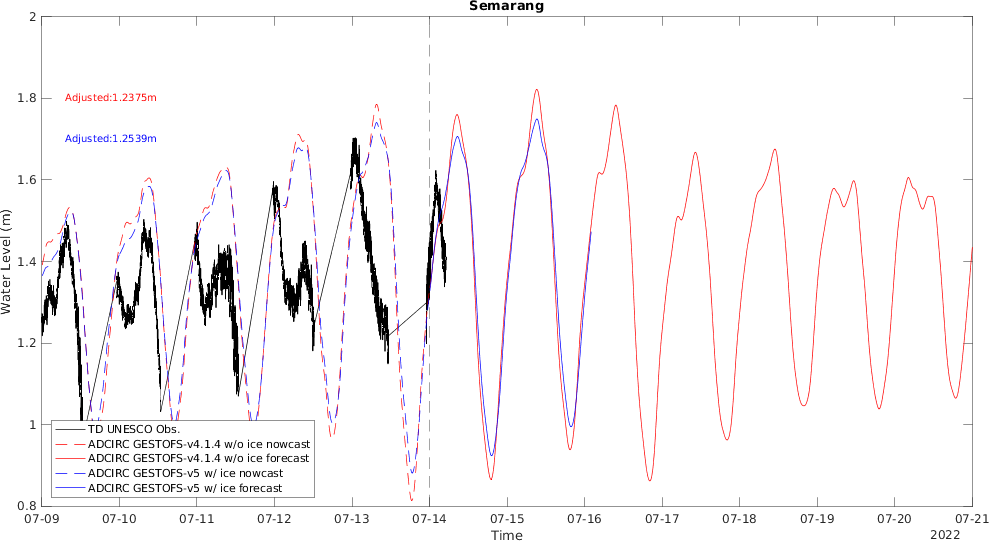 Semarang
2
1.8
1.6
1.4
1.2
1
0.8
Water Level (m)
Adjusted:1.2375m
Adjusted:1.2539m
TD UNESCO Obs.
ADCIRC GESTOFS-v4.1.4 w/o ice nowcast
ADCIRC GESTOFS-v4.1.4 w/o ice forecast
ADCIRC GESTOFS-v5 w/ ice nowcast
ADCIRC GESTOFS-v5 w/ ice forecast
07-09 07-10 07-11 07-12 07-13 07-14 07-15 07-16 07-17 07-18 07-19 07-20 07-21
Time
2022